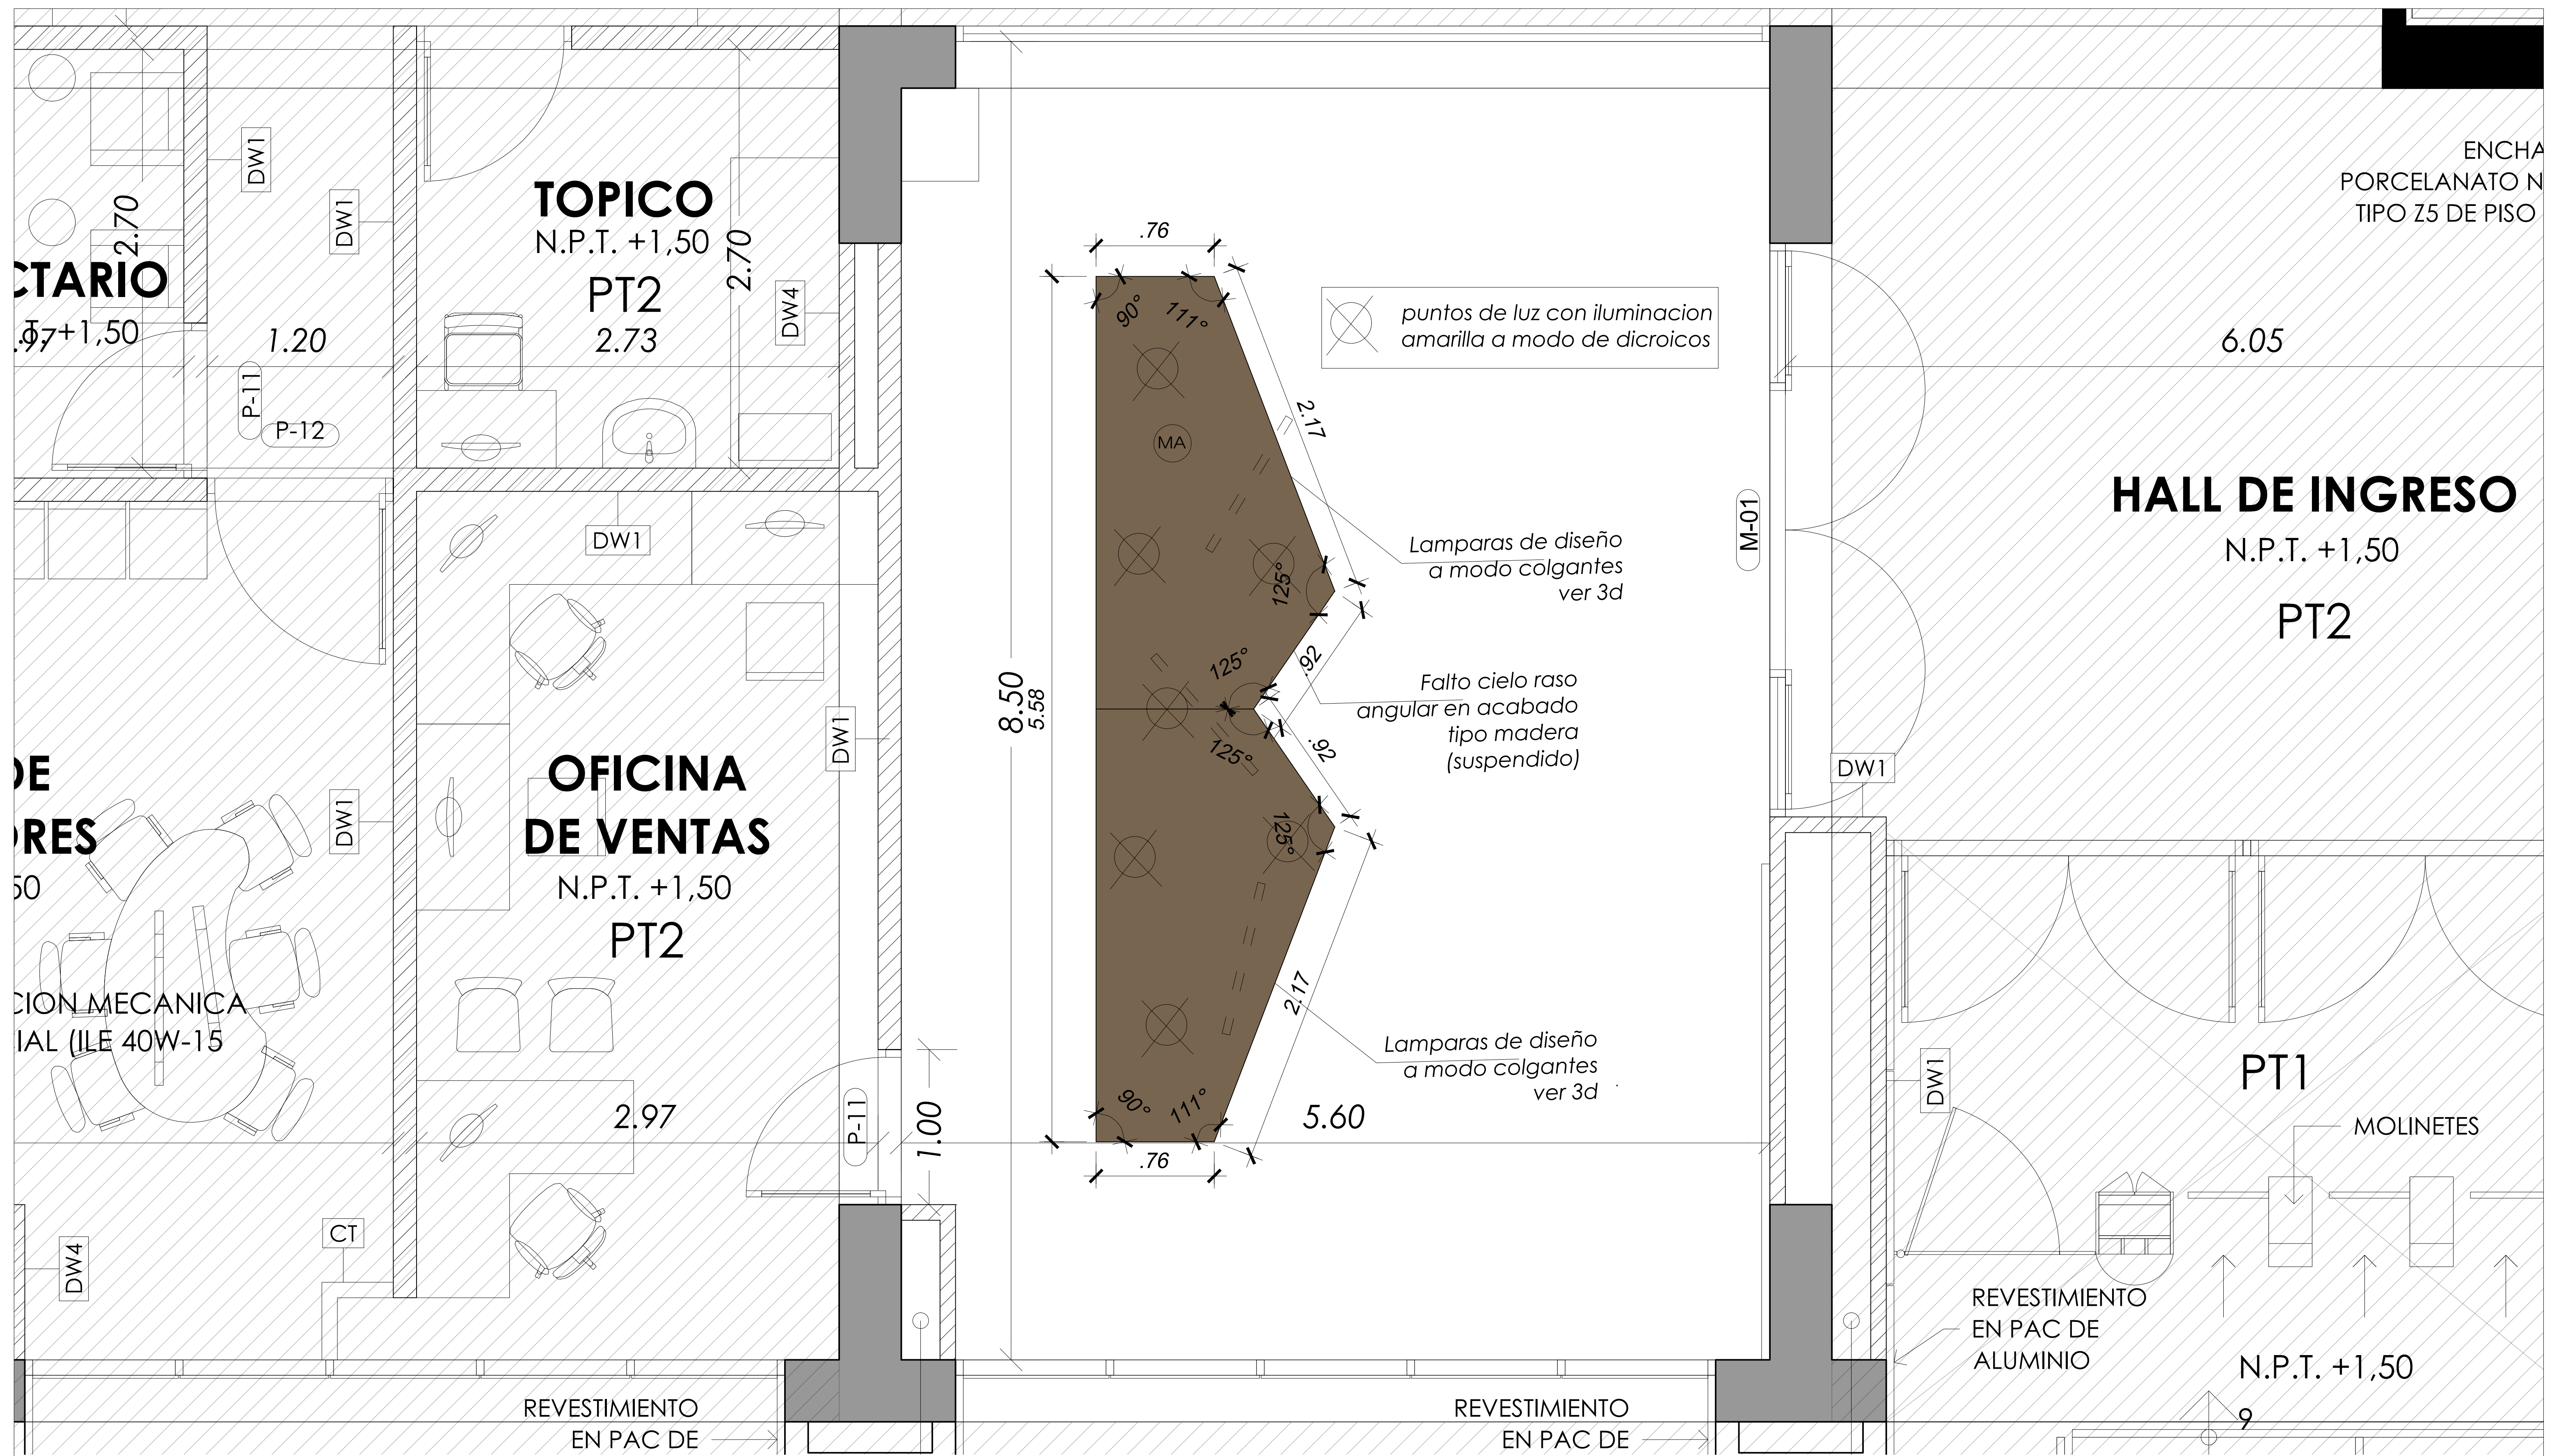 DW1
DW1
2.70
CTARIO
.T. +1,50
.97
1.20
P-11
P-12
TOPICO
N.P.T. +1,50
PT2
2.73
2.70
DW4
DW1
OFICINA
DE VENTAS
N.P.T. +1,50
PT2
2.97
DW1
P-11
1.00
DE
ORES
50
DW1
CION MECANICA
IAL (ILE 40W-15
CT
DW4
REVESTIMIENTO
EN PAC DE
.76
90°
111°
MA
2.17
125°
.92
125°
125°
.92
125°
8.50
5.58
2.17
90°
111°
.76
5.60
puntos de luz con iluminacion
amarilla a modo de dicroicos
Lamparas de diseño
a modo colgantes
ver 3d
Falto cielo raso
angular en acabado
tipo madera
(suspendido)
Lamparas de diseño
a modo colgantes
ver 3d
REVESTIMIENTO
EN PAC DE
M-01
ENCHA
PORCELANATO N
TIPO Z5 DE PISO
6.05
HALL DE INGRESO
N.P.T. +1,50
PT2
DW1
DW1
PT1
MOLINETES
REVESTIMIENTO
EN PAC DE
ALUMINIO
N.P.T. +1,50
9